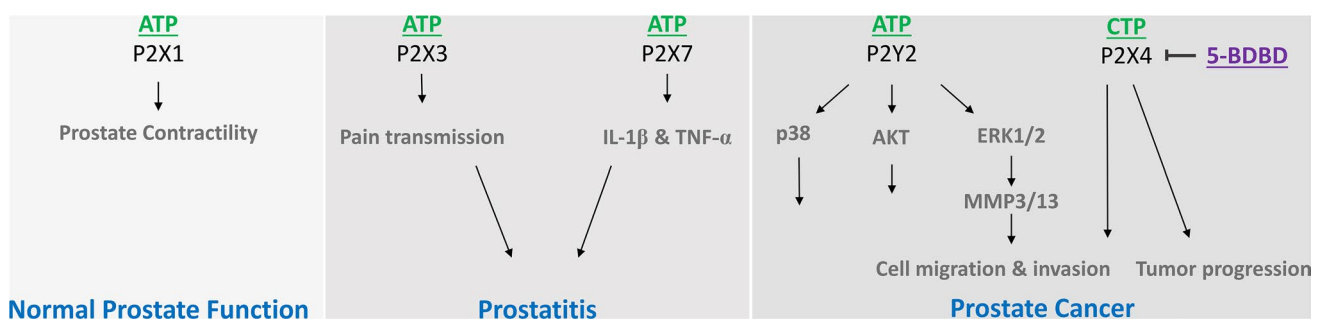 ATP
P2X1
Prostate Contractility
Normal Prostate Function
ATP
P2X3
Pain transmission
ATP
P2X7
IL-1β & TNF-α
Prostatitis
ATP
P2Y2
p38
AKT
ERK1/2
MMP3/13
CTP
P2X4
5-BDBD
Cell migration & invasion
Tumor progression
Prostate Cancer